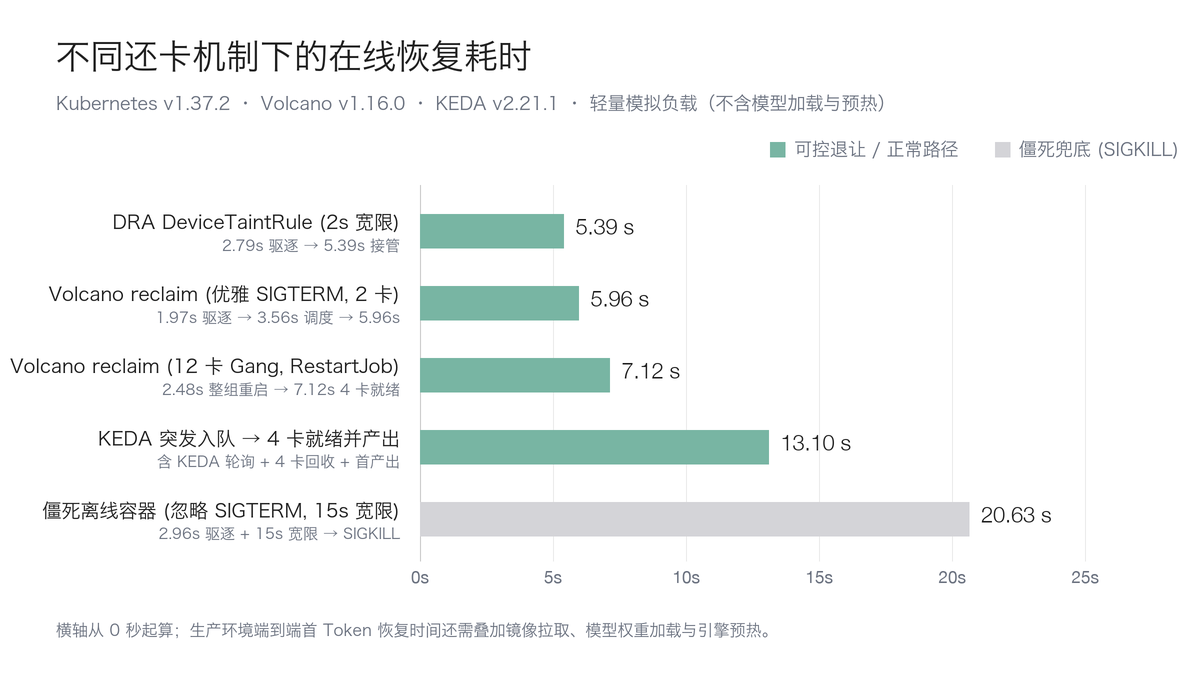 不同还卡机制下的在线恢复耗时
Kubernetes v1.37.2 · Volcano v1.16.0 · KEDA v2.21.1 · 轻量模拟负载（不含模型加载与预热）
可控退让 / 正常路径
僵死兜底 (SIGKILL)
DRA DeviceTaintRule (2s 宽限)
2.79s 驱逐 → 5.39s 接管
5.39 s
Volcano reclaim (优雅 SIGTERM, 2 卡)
1.97s 驱逐 → 3.56s 调度 → 5.96s
5.96 s
Volcano reclaim (12 卡 Gang, RestartJob)
2.48s 整组重启 → 7.12s 4 卡就绪
7.12 s
KEDA 突发入队 → 4 卡就绪并产出
含 KEDA 轮询 + 4 卡回收 + 首产出
13.10 s
僵死离线容器 (忽略 SIGTERM, 15s 宽限)
2.96s 驱逐 + 15s 宽限 → SIGKILL
20.63 s
0s 5s 10s 15s 20s 25s
横轴从 0 秒起算；生产环境端到端首 Token 恢复时间还需叠加镜像拉取、模型权重加载与引擎预热。